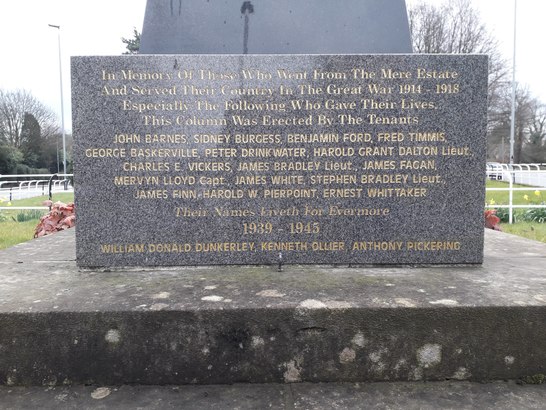 In Memory Of Those Who Went From The Mere Estate
And Served Their Country In The Great War 1914 - 1918
Especially The Following Who Gave Their Lives.
This Column Was Erected By The Tenants
JOHN BARNES, SIDNEY BURGESS, BENJAMIN FORD, FRED TIMMIS,
GEORGE BASKERVILLE, PETER DRINKWATER, HAROLD GRANT DALTON Lieut.,
CHARLES E. VICKERS, JAMES BRADLEY Lieut., JAMES FAGAN,
MERVYN LLOYD Capt., JAMES WHITE, STEPHEN BRADLEY Lieut.,
JAMES FINN, HAROLD W. PIERPOINT, ERNEST WHITTAKER
Their Names Liveth For Evermore
1939 - 1945
WILLIAM DONALD DUNKERLEY, KENNETH OLLIER, ANTHONY PICKERING